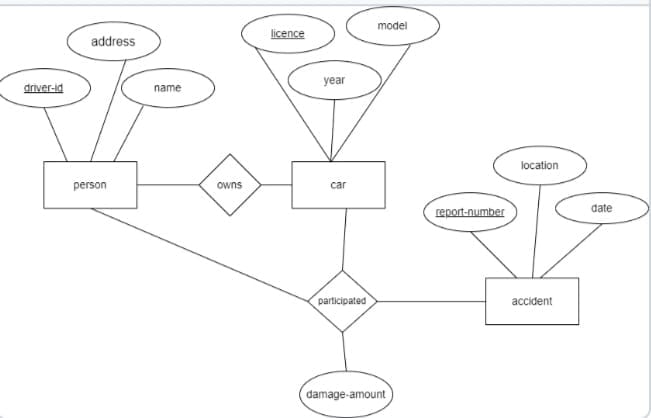 model
licence
address
year
driver-id
name
location
person
owns
car
report-number
date
participated
accident
damage-amount